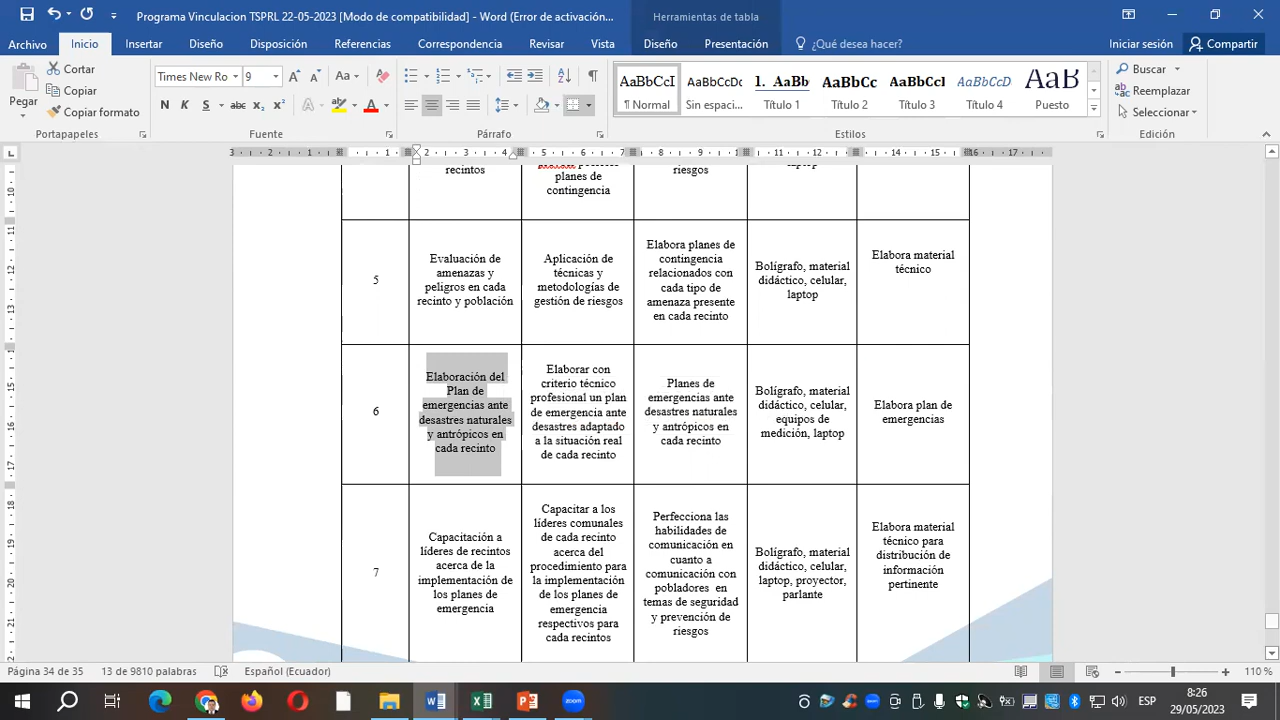 Programa Vinculacion TSPRL 22-05-2023 [Modo de compatibilidad] - Word (Error de activación...
Herramientas de tabla
Archivo
Inicio
Insertar
Diseño
Disposición
Referencias
Correspondencia
Revisar
Vista
Diseño
Presentación
¿Qué desea hacer?
Iniciar sesión
Compartir
Pegar
Cortar
Copiar
Copiar formato
Portapapeles
Times New Ro
9
Fuente
Párrafo
AaBbCcI
¶ Normal
AaBbCcDc
Sin espaci...
1. AaBb
Título 1
AaBbCc
Título 2
AaBbCcI
Título 3
AaBbCcD
Título 4
AaB
Puesto
Estilos
Buscar
Reemplazar
Seleccionar
Edición
recintos
planes de
contingencia
riesgos
5
Evaluación de
amenazas y
peligros en cada
recinto y población
Aplicación de
técnicas y
metodologías de
gestión de riesgos
Elabora planes de
contingencia
relacionados con
cada tipo de
amenaza presente
en cada recinto
Bolígrafo, material
didáctico, celular,
laptop
Elabora material
técnico
6
Elaboración del
Plan de
emergencias ante
desastres naturales
y antrópicos en
cada recinto
Elaborar con
criterio técnico
profesional un plan
de emergencia ante
desastres adaptado
a la situación real
de cada recinto
Planes de
emergencias ante
desastres naturales
y antrópicos en
cada recinto
Bolígrafo, material
didáctico, celular,
equipos de
medición, laptop
Elabora plan de
emergencias
7
Capacitación a
líderes de recintos
acerca de la
implementación de
los planes de
emergencia
Capacitar a los
líderes comunales
de cada recinto
acerca del
procedimiento para
la implementación
de los planes de
emergencia
respectivos para
cada recintos
Perfecciona las
habilidades de
comunicación en
cuanto a
comunicación con
pobladores en
temas de seguridad
y prevención de
riesgos
Bolígrafo, material
didáctico, celular,
laptop, proyector,
parlante
Elabora material
técnico para
distribución de
información
pertinente
Página 34 de 35
13 de 9810 palabras
Español (Ecuador)
110 %
ESP
8:26
29/05/2023